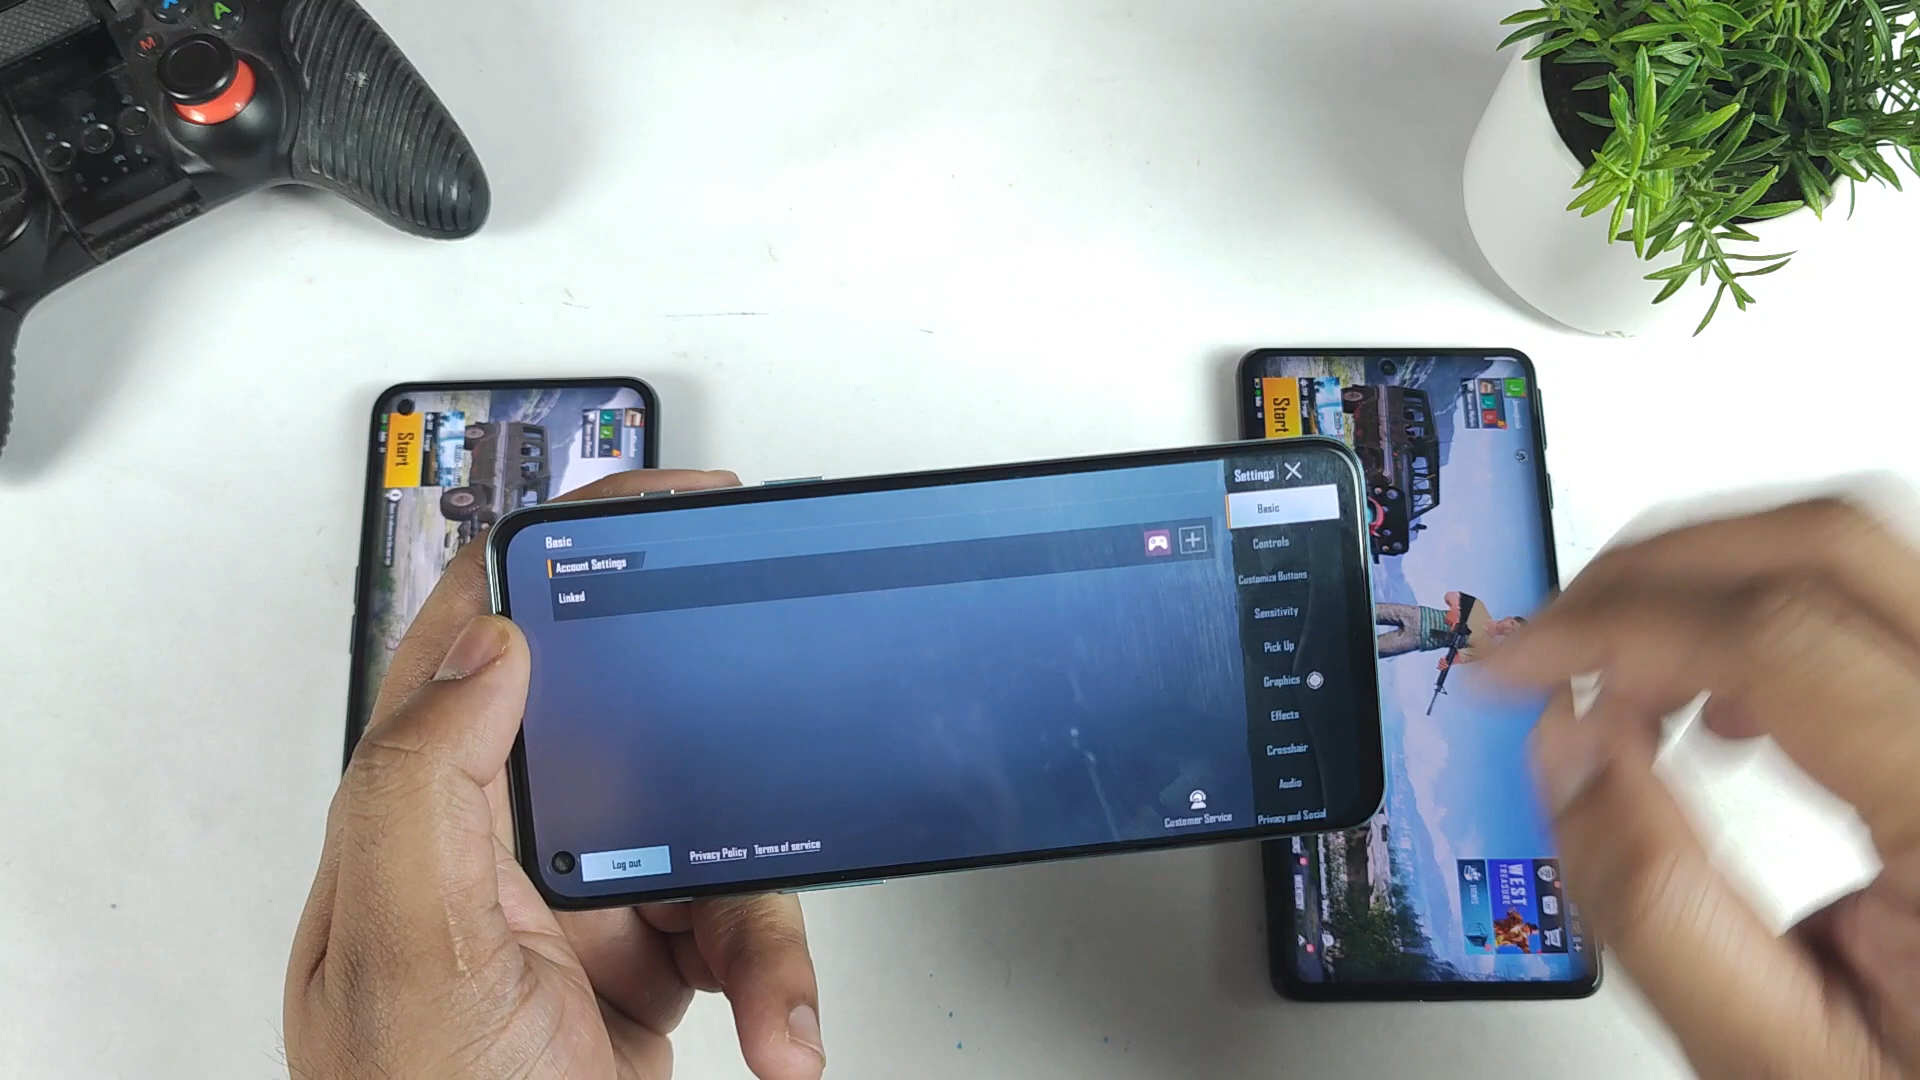 M
A
Start
Start
Settings
Basic
Controls
Customize Buttons
Sensitivity
Pick Up
Graphics
Effects
Crosshair
Audio
Privacy and Social
Basic
Account Settings
Linked
Customer Service
Log out
Privacy Policy
Terms of service
WEST
TREASURE
EVENTS